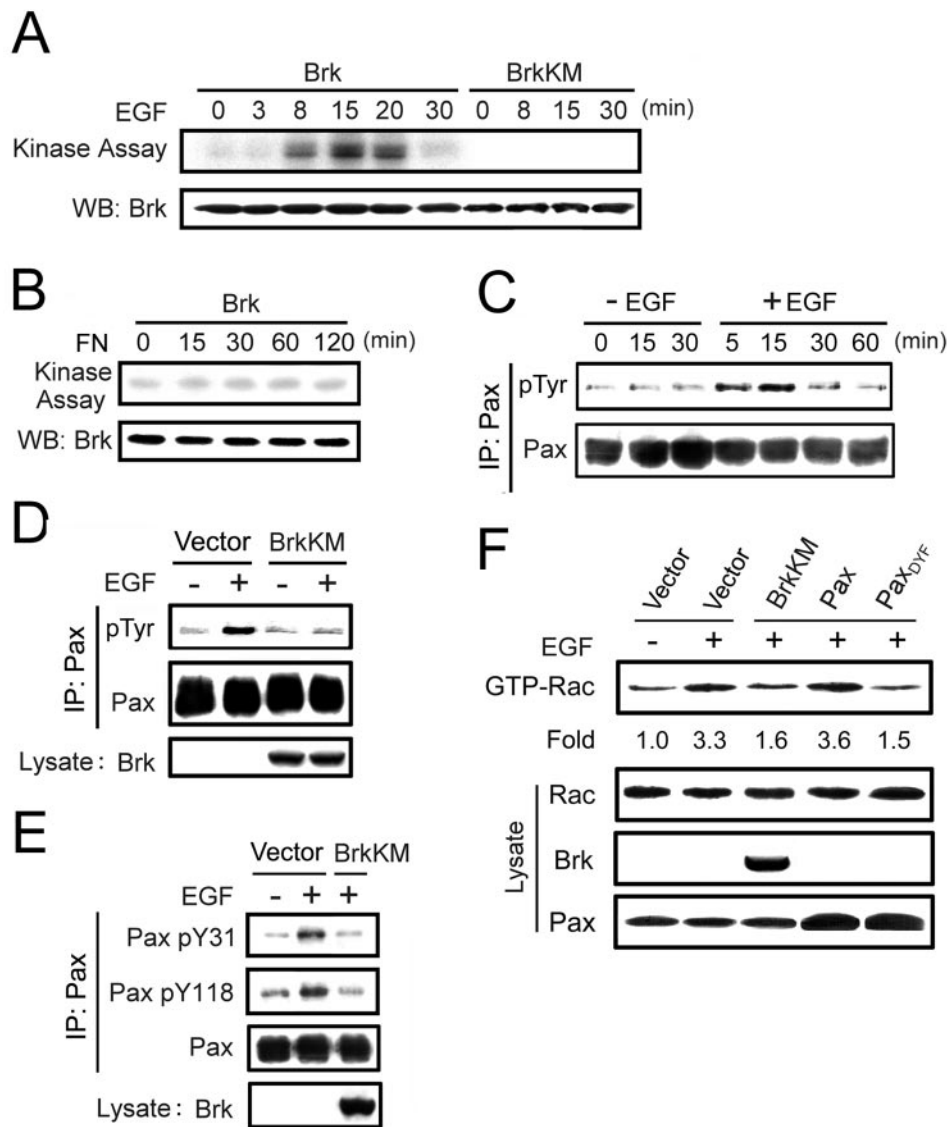 A
Brk BrkKM
EGF 0 3 8 15 20 30 0 8 15 30 (min)
Kinase Assay
WB: Brk
B
Brk
FN 0 15 30 60 120 (min)
Kinase
Assay
WB: Brk
C
- EGF + EGF
0 15 30 5 15 30 60 (min)
IP: Pax
pTyr
Pax
D
Vector BrkKM
EGF - + - +
IP: Pax
pTyr
Pax
Lysate: Brk
E
Vector BrkKM
EGF - + +
IP: Pax
Pax pY31
Pax pY118
Pax
Lysate: Brk
F
Vector Vector BrkKM Pax PaxDYF
EGF - + + + +
GTP-Rac
Fold 1.0 3.3 1.6 3.6 1.5
Lysate
Rac
Brk
Pax